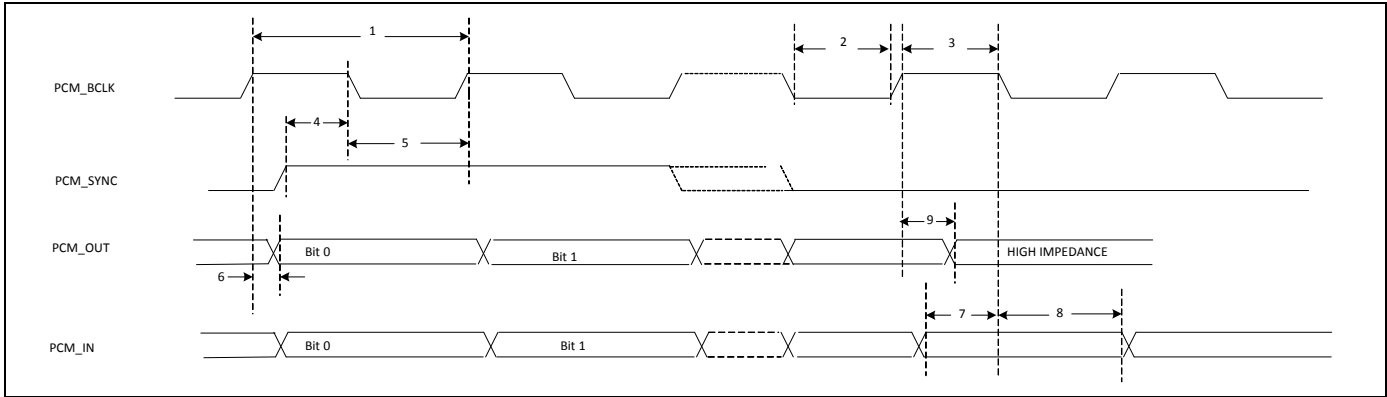 1
2
3
PCM_BCLK
4
5
PCM_SYNC
9
PCM_OUT
Bit 0
Bit 1
HIGH IMPEDANCE
6
7
8
PCM_IN
Bit 0
Bit 1